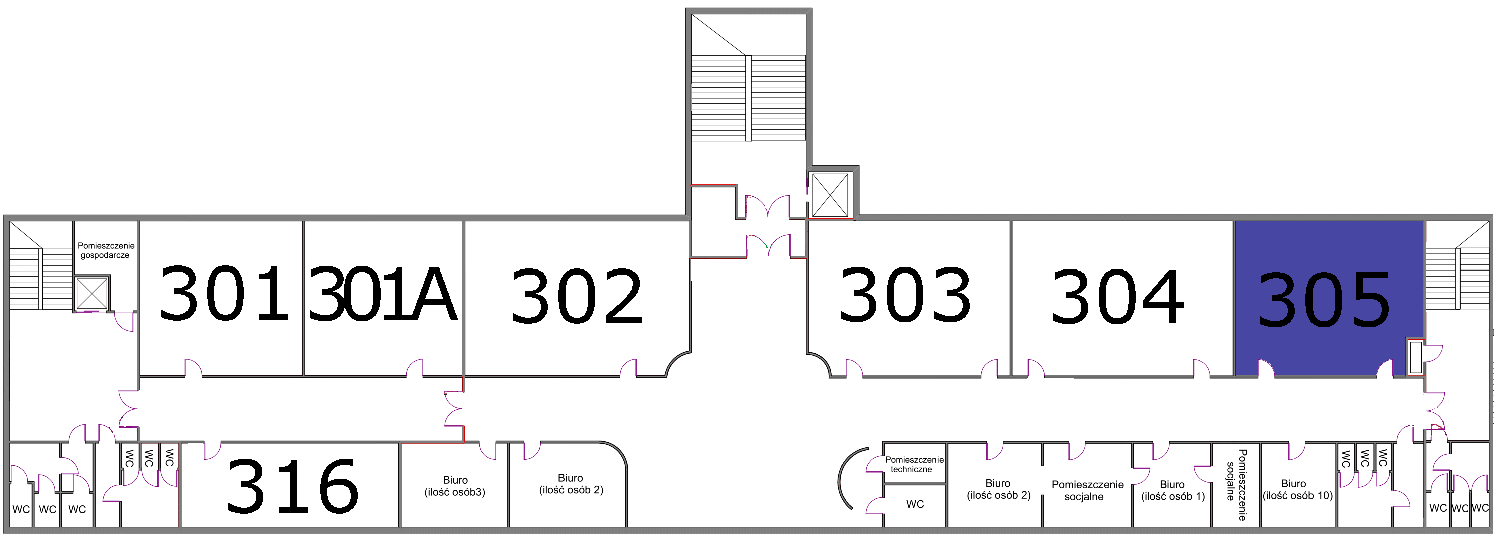 Pomieszczenie
gospodarcze
301
301A
302
303
304
305
WC
WC
WC
WC
WC
WC
316
Biuro
(ilość osób3)
Biuro
(ilość osób 2)
Pomieszczenie
techniczne
WC
Biuro
(ilość osób 2)
Pomieszczenie
socjalne
Biuro
(ilość osób 1)
Pomieszczenie
socjalne
Biuro
(ilość osób 10)
WC
WC
WC
WC
WC
WC